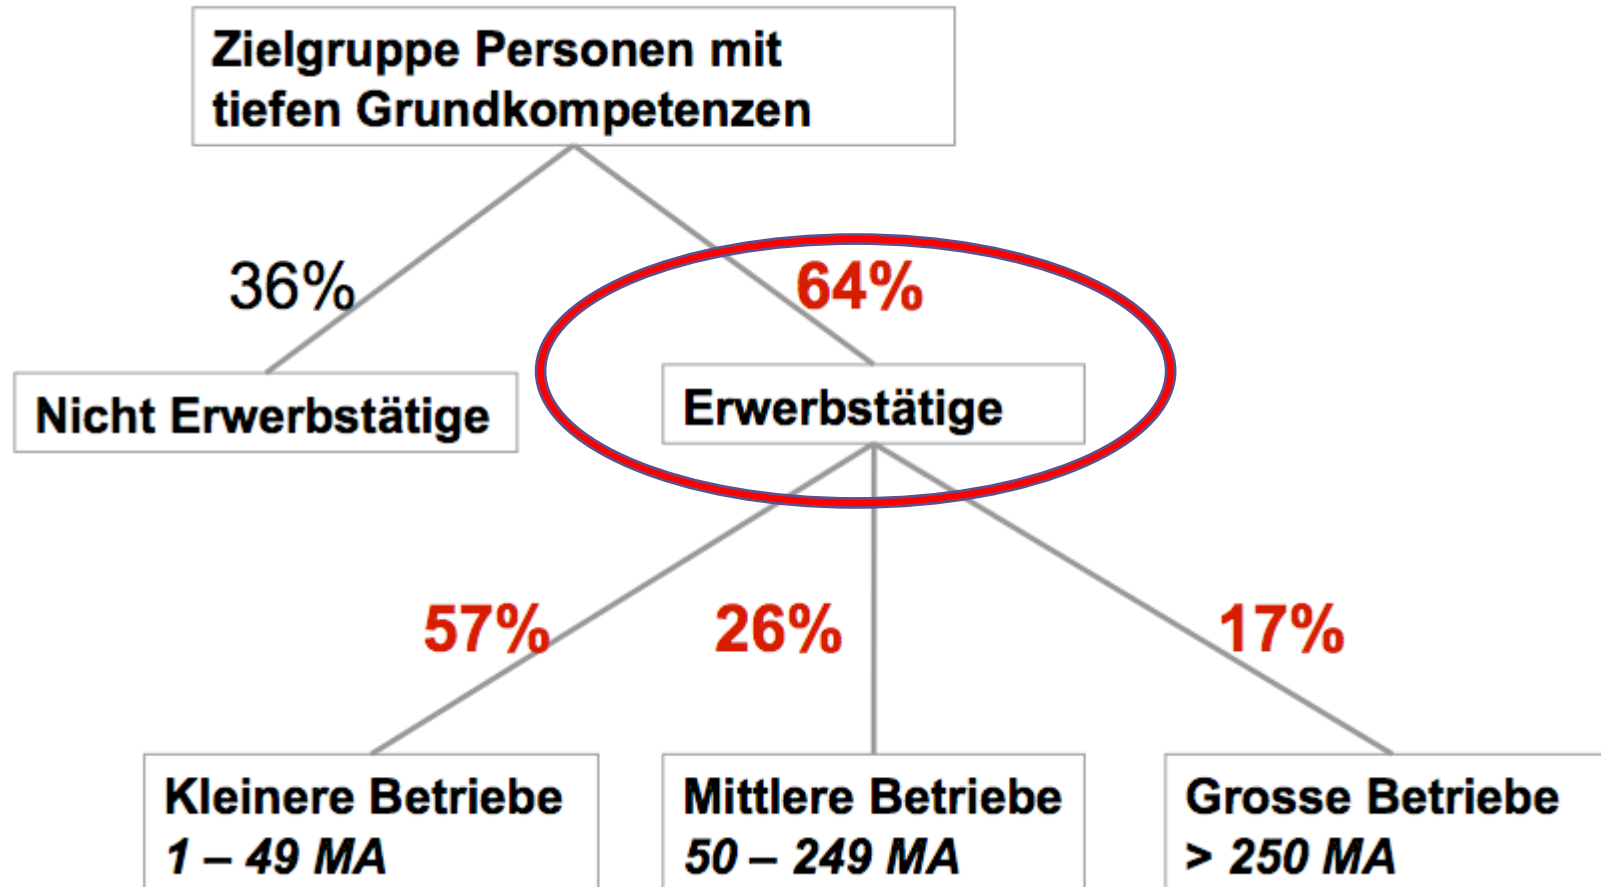 Zielgruppe Personen mit
tiefen Grundkompetenzen
36%
64%
Nicht Erwerbstätige
Erwerbstätige
57%
26%
17%
Kleinere Betriebe
1 – 49 MA
Mittlere Betriebe
50 – 249 MA
Grosse Betriebe
> 250 MA